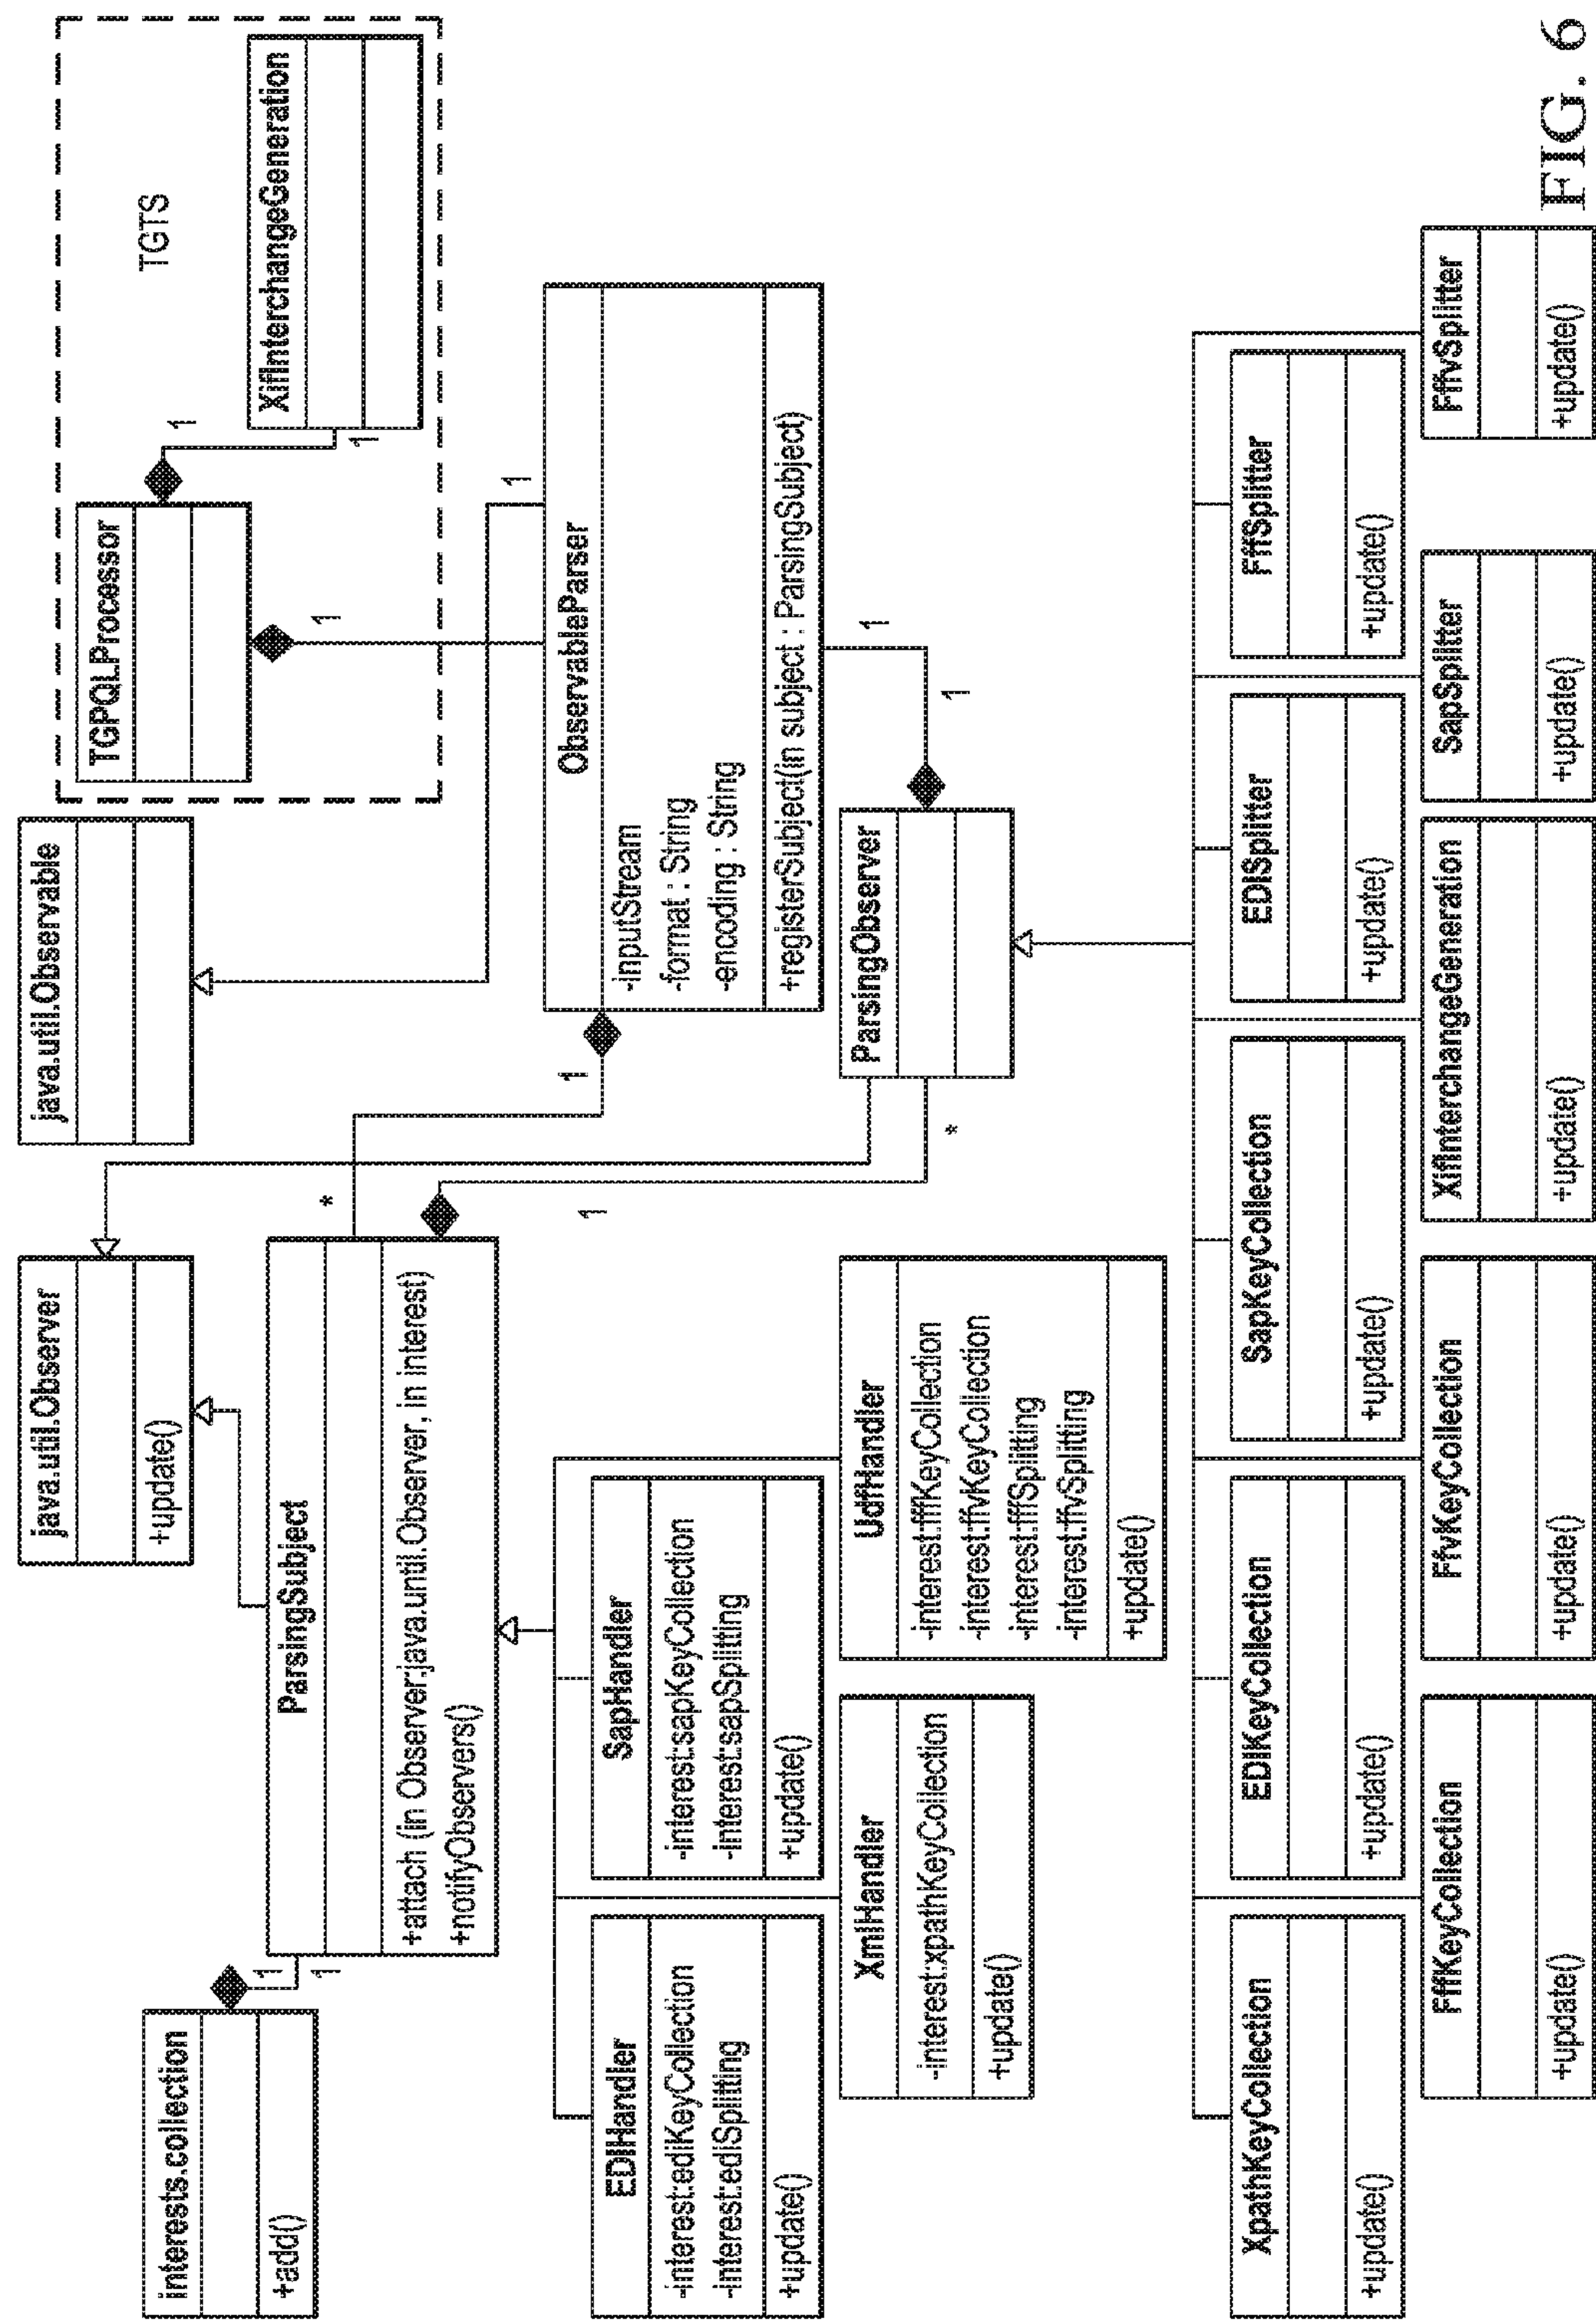 interests.collection
+add()
1
1
java.util.Observer
+update()
java.util.Observable
TGTS
TGPQLProcessor
1
1
XifInterchangeGeneration
1
ParsingSubject
+attach (in Observer:java.until.Observer, in interest)
+notifyObservers()
*
1
1
*
ObservableParser
-inputStream
-format : String
-encoding : String
+registerSubject(in subject : ParsingSubject)
1
1
1
ParsingObserver
EDIHandler
-interest:ediKeyCollection
-interest:ediSplitting
+update()
SapHandler
-interest:sapKeyCollection
-interest:sapSplitting
+update()
XmlHandler
-interest:xpathKeyCollection
+update()
UdfHandler
-interest:fffKeyCollection
-interest:ffvKeyCollection
-interest:fffSplitting
-interest:ffvSplitting
+update()
XpathKeyCollection
+update()
EDIKeyCollection
+update()
SapKeyCollection
+update()
EDISplitter
+update()
FffSplitter
+update()
FffKeyCollection
+update()
FfvKeyCollection
+update()
XifInterchangeGeneration
+update()
SapSplitter
+update()
FffvSplitter
+update()
FIG. 6